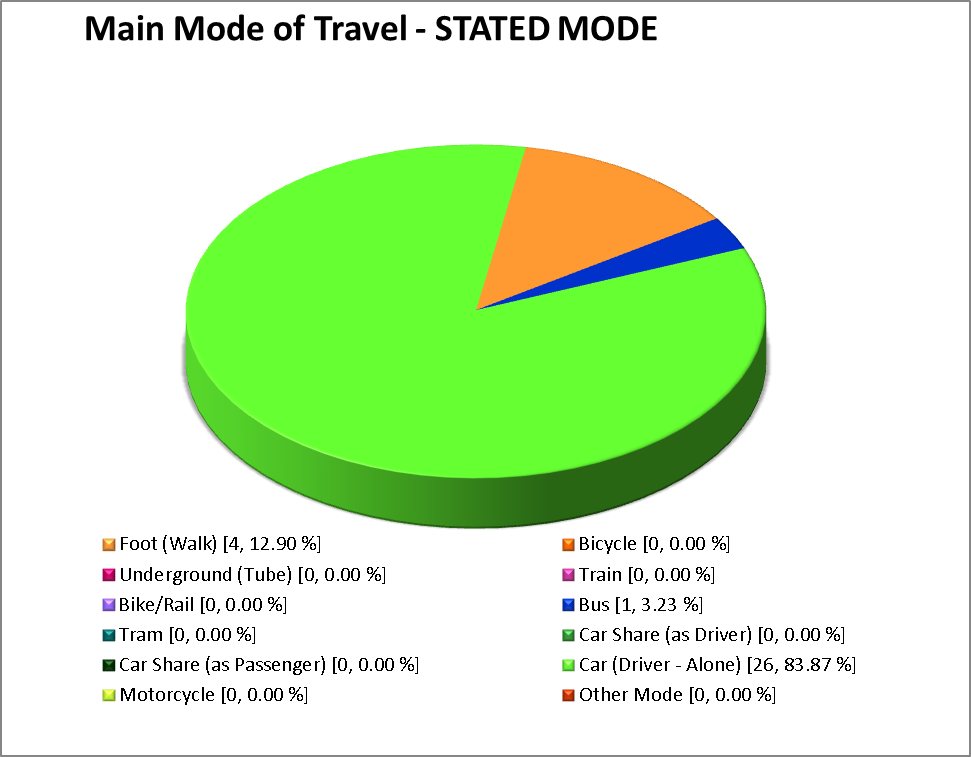 Main Mode of Travel - STATED MODE
Foot (Walk) [4, 12.90 %]
Bicycle [0, 0.00 %]
Underground (Tube) [0, 0.00 %]
Train [0, 0.00 %]
Bike/Rail [0, 0.00 %]
Bus [1, 3.23 %]
Tram [0, 0.00 %]
Car Share (as Driver) [0, 0.00 %]
Car Share (as Passenger) [0, 0.00 %]
Car (Driver - Alone) [26, 83.87 %]
Motorcycle [0, 0.00 %]
Other Mode [0, 0.00 %]